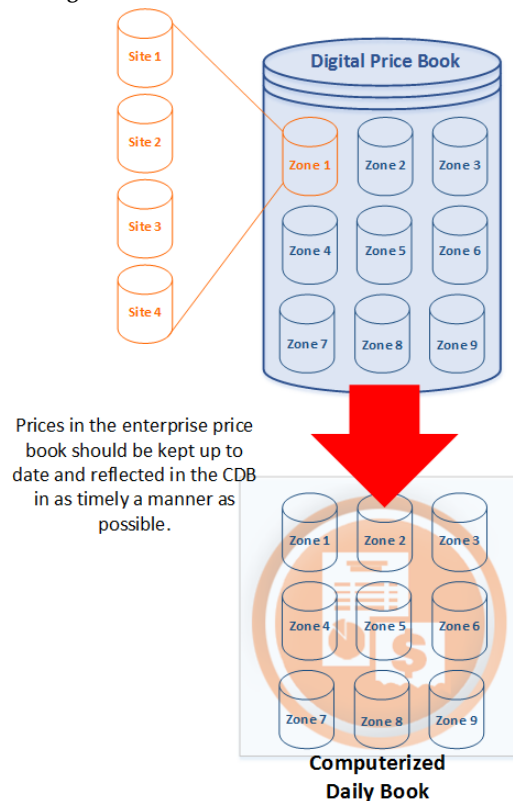 Site 1
Site 2
Site 3
Site 4
Digital Price Book
Zone 1
Zone 2
Zone 3
Zone 4
Zone 5
Zone 6
Zone 7
Zone 8
Zone 9
Prices in the enterprise price
book should be kept up to
date and reflected in the CDB
in as timely a manner as
possible.
Zone 1
Zone 2
Zone 3
Zone 4
Zone 5
Zone 6
Zone 7
Zone 8
Zone 9
$
Computerized
Daily Book